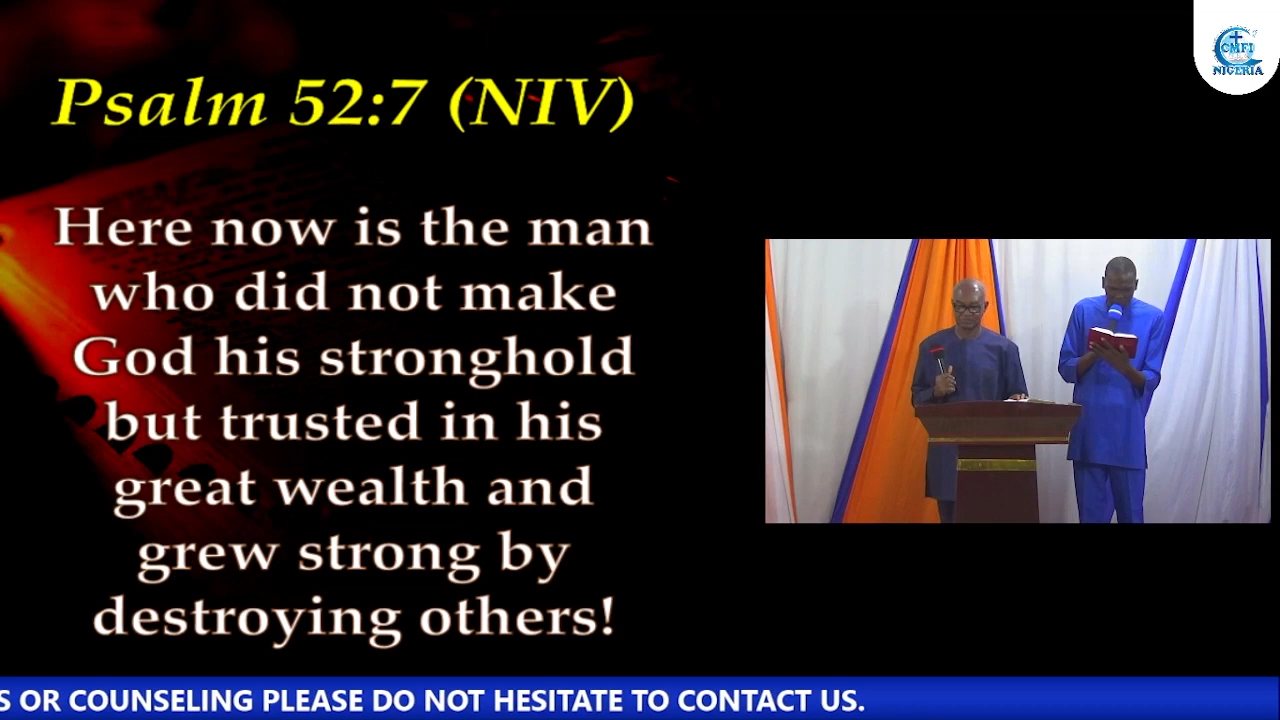 Psalm 52:7 (NIV)
Here now is the man
who did not make
God his stronghold
but trusted in his
great wealth and
grew strong by
destroying others!
CMFI
NIGERIA
S OR COUNSELING PLEASE DO NOT HESITATE TO CONTACT US.